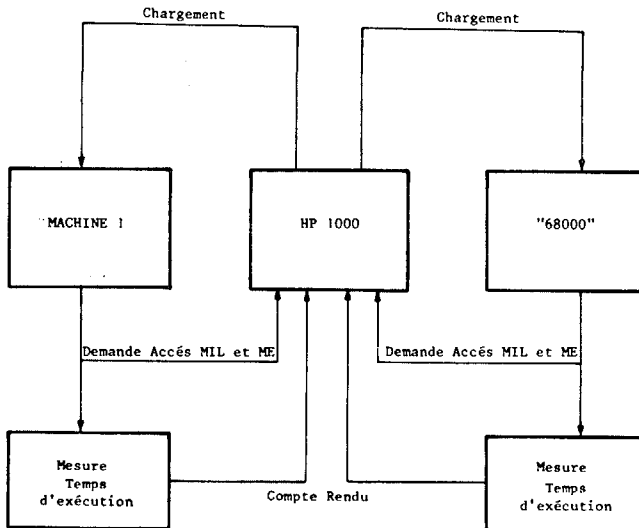 Chargement
Chargement
MACHINE 1
HP 1000
"68000"
Demande Accés MIL et ME
Demande Accés MIL et ME
Mesure
Temps
d'exécution
Compte Rendu
Mesure
Temps
d'exécution